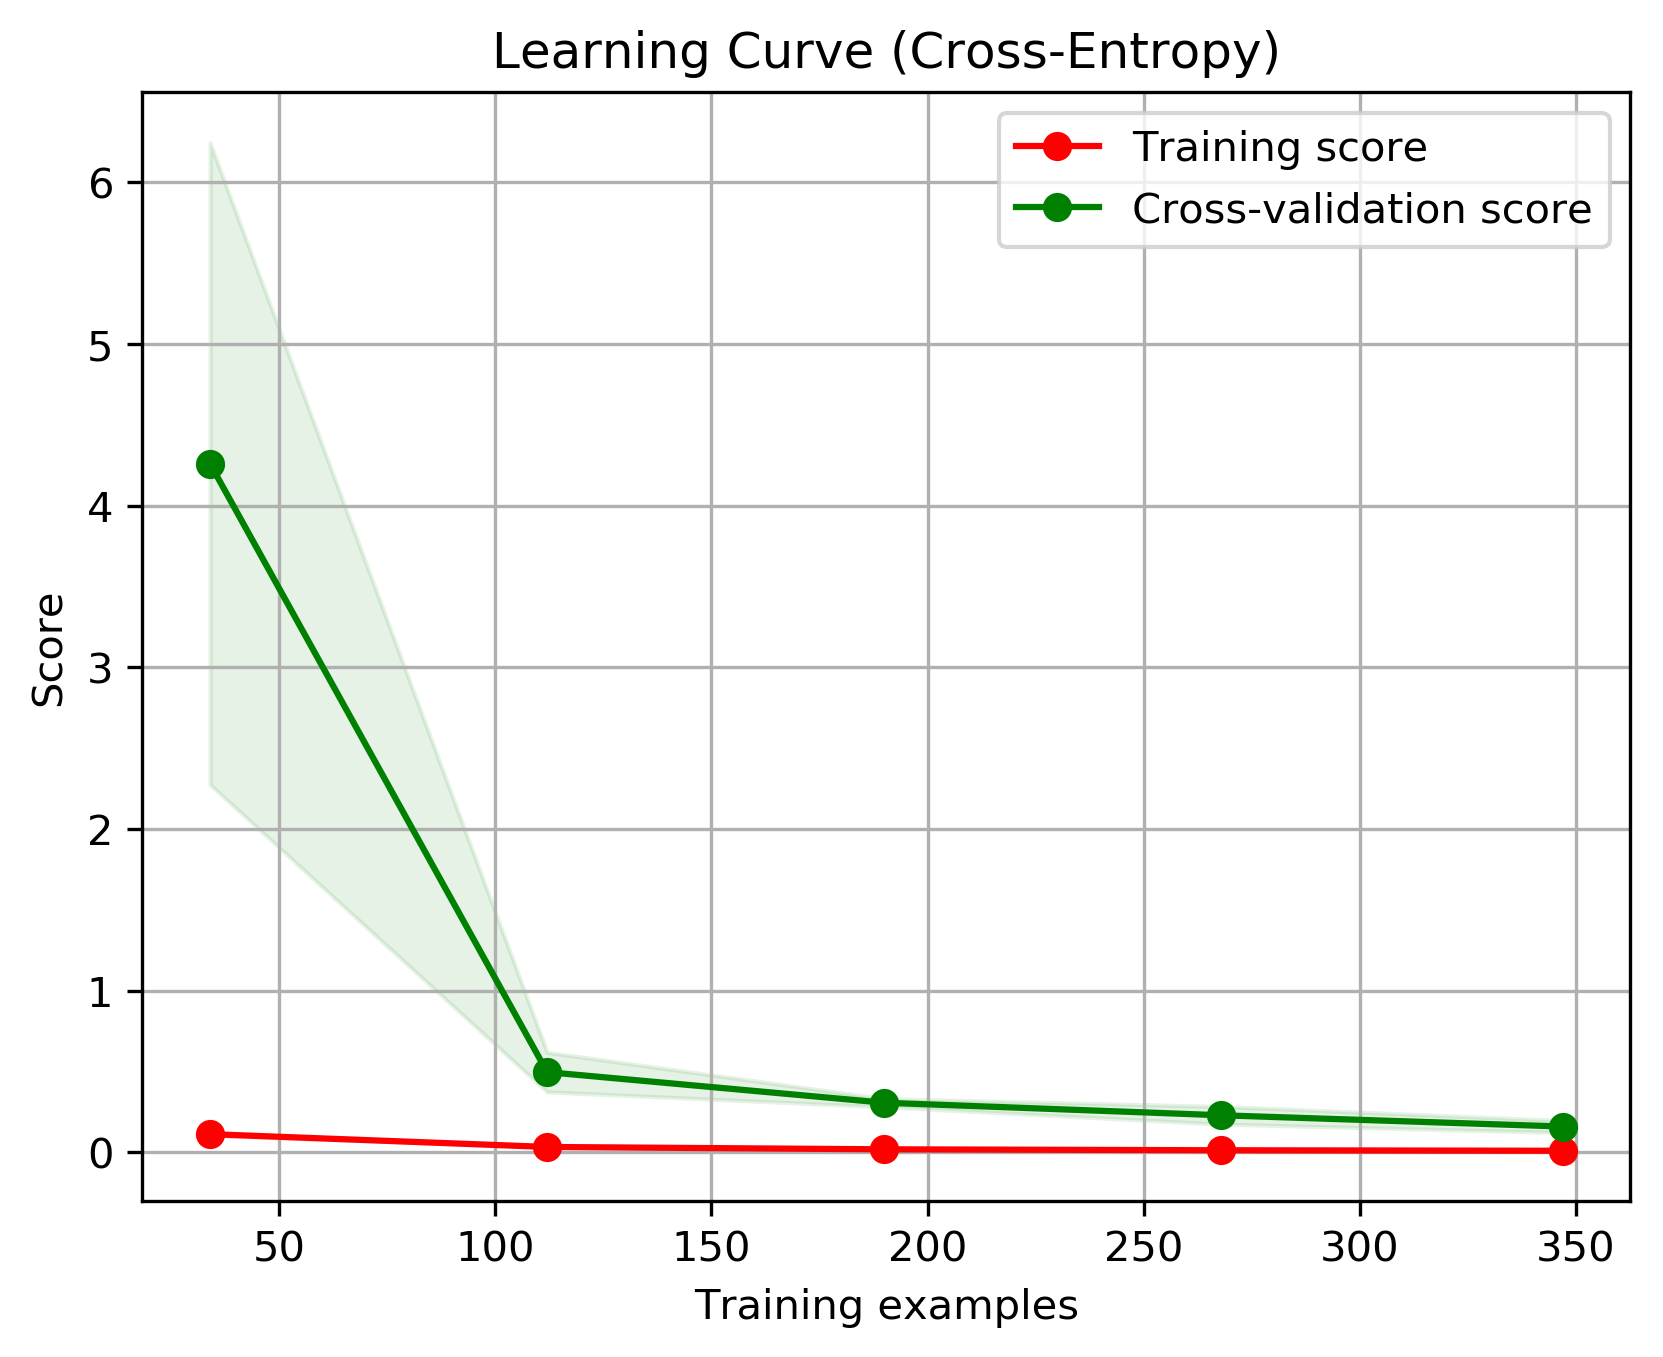 Learning Curve (Cross-Entropy)
Training score
Cross-validation score
6
5
4
3
2
1
0
Score
50 100 150 200 250 300 350
Training examples